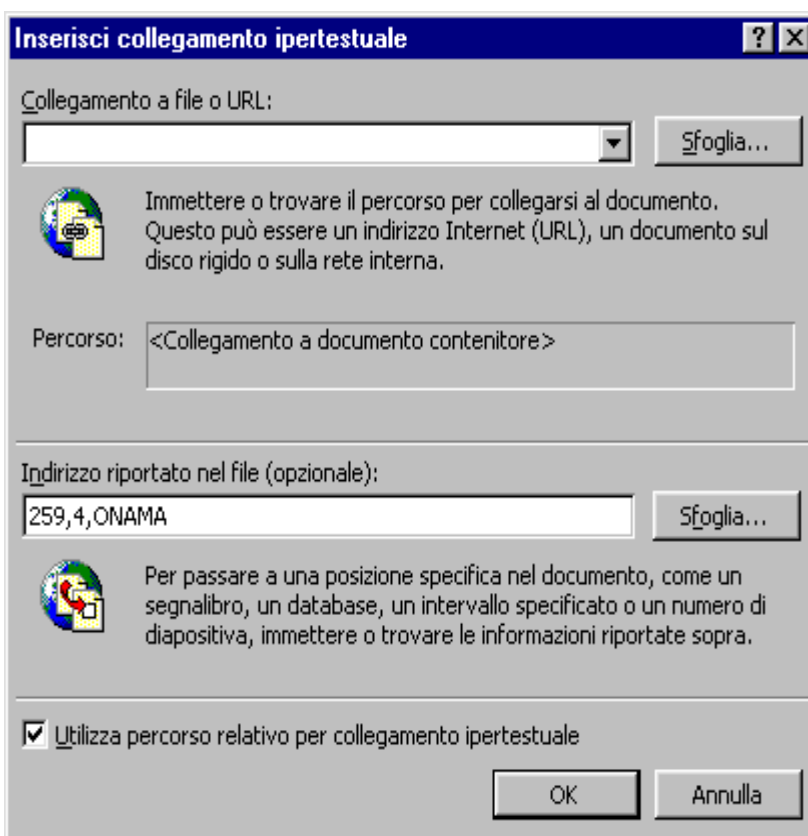 Inserisci collegamento ipertestuale
Collegamento a file o URL:
Sfoglia...
Immettere o trovare il percorso per collegarsi al documento.
Questo può essere un indirizzo Internet (URL), un documento sul
disco rigido o sulla rete interna.
Percorso: <Collegamento a documento contenitore>
Indirizzo riportato nel file (opzionale):
259,4,ONAMA Sfoglia...
Per passare a una posizione specifica nel documento, come un
segnalibro, un database, un intervallo specificato o un numero di
diapositiva, immettere o trovare le informazioni riportate sopra.
Utilizza percorso relativo per collegamento ipertestuale
OK Annulla